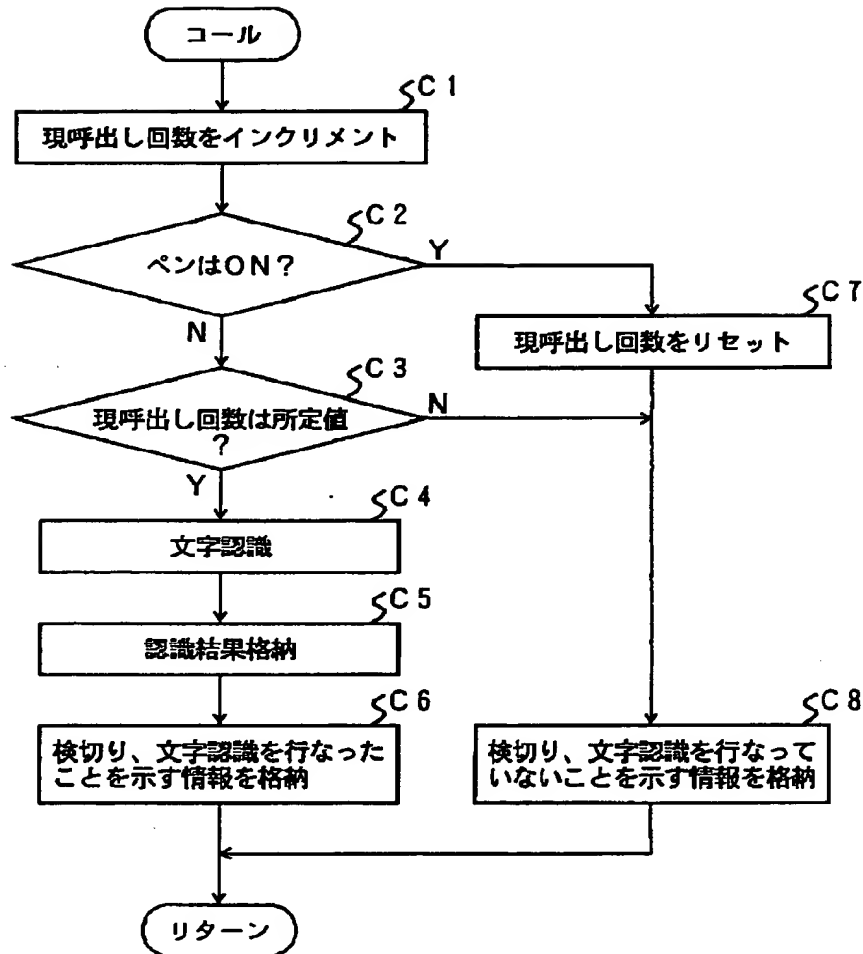 コール
C1
現呼出し回数をインクリメント
C2
ペンはON?
Y
N
C7
現呼出し回数をリセット
C3
現呼出し回数は所定値
?
N
Y
C4
文字認識
C5
認識結果格納
C6
検切り、文字認識を行なった
ことを示す情報を格納
C8
検切り、文字認識を行なって
いないことを示す情報を格納
リターン